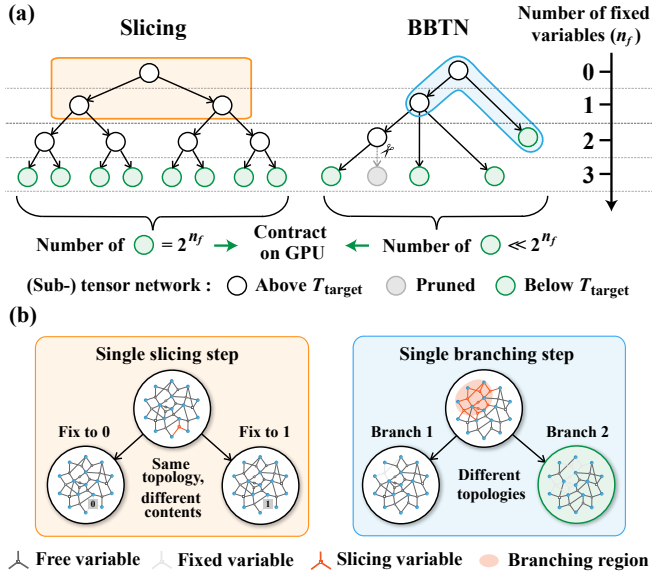 (a)
Slicing
BBTN
Number of fixed
variables (n_f)
0
1
2
3
Number of = 2^{n_f}
Contract
on GPU
Number of ≪ 2^{n_f}
(Sub-) tensor network : Above T_target Pruned Below T_target
(b)
Single slicing step
Fix to 0
Fix to 1
Same
topology,
different
contents
0
1
Single branching step
Branch 1
Branch 2
Different
topologies
Free variable Fixed variable Slicing variable Branching region